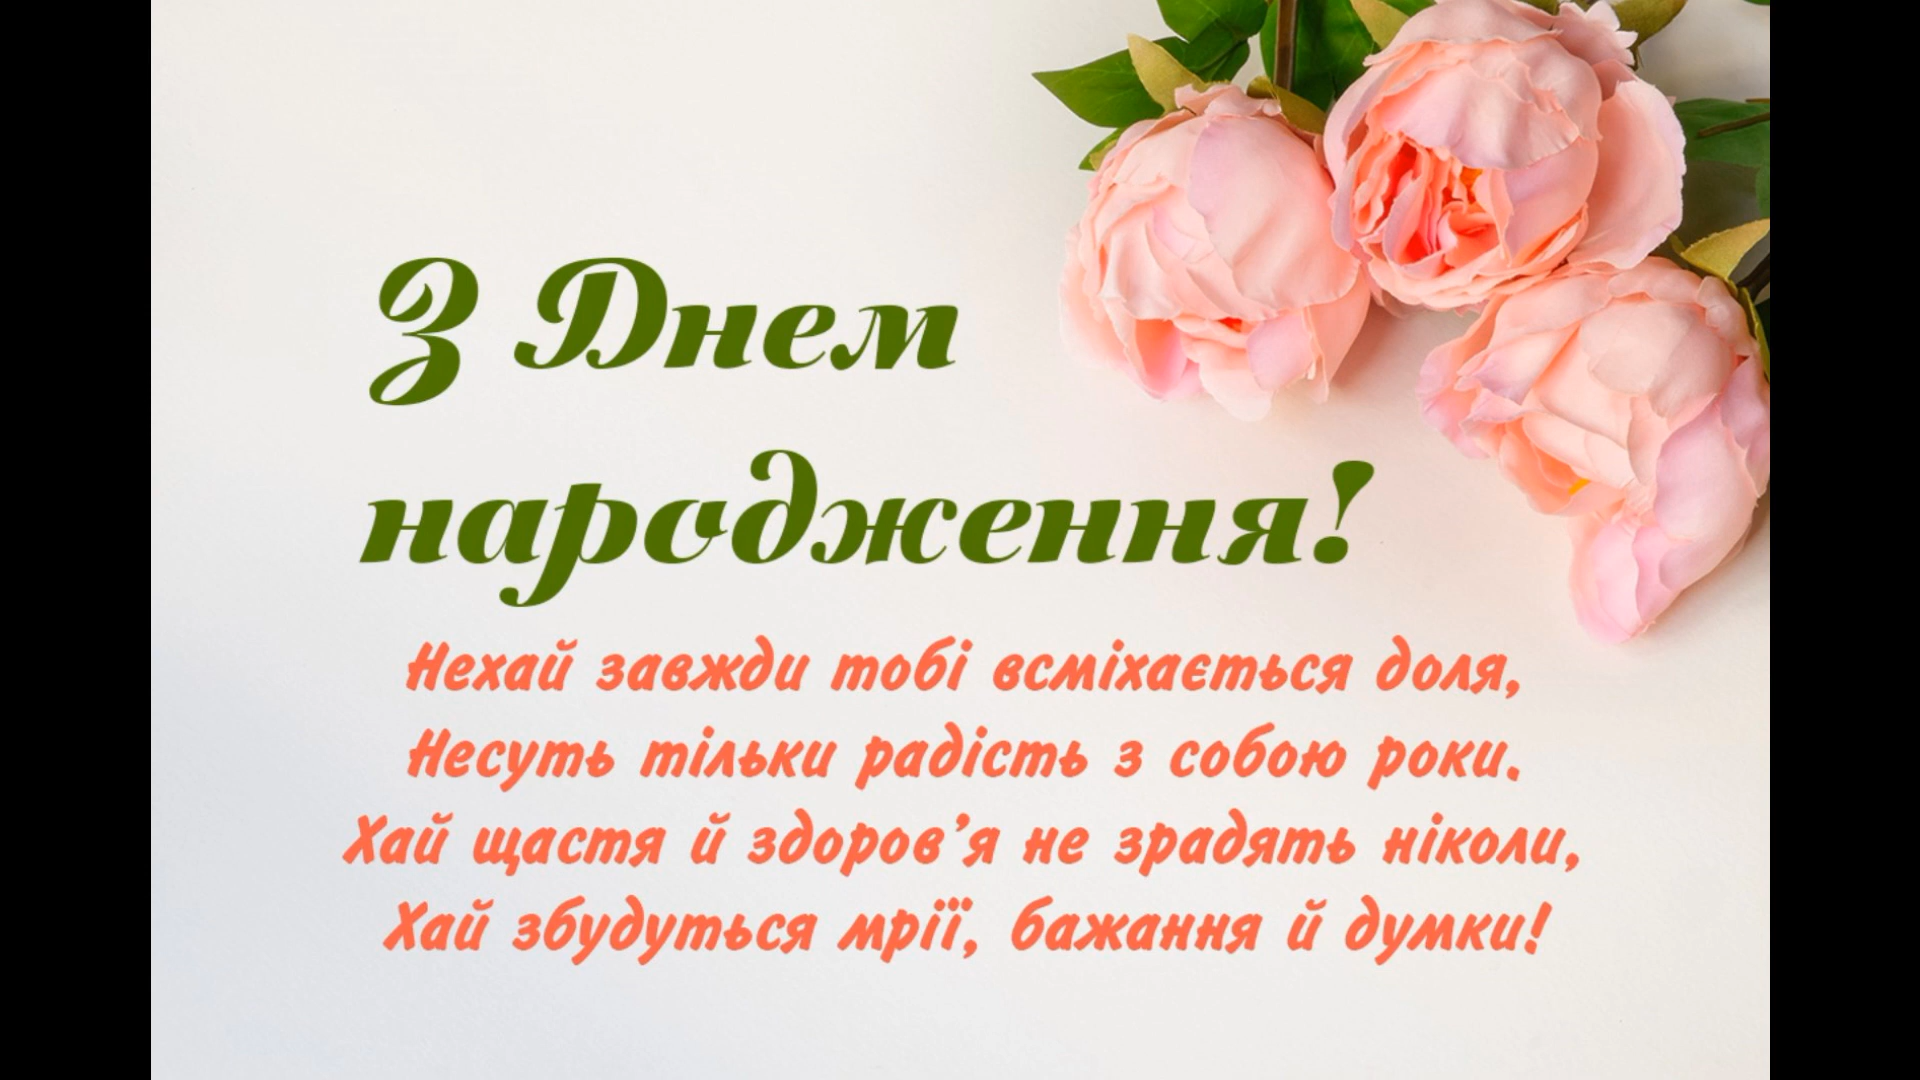 З Днем
народження!
Нехай завжди тобі всміхається доля,
Несуть тільки радість з собою роки.
Хай щастя й здоров’я не зрадять ніколи,
Хай збудуться мрії, бажання й думки!